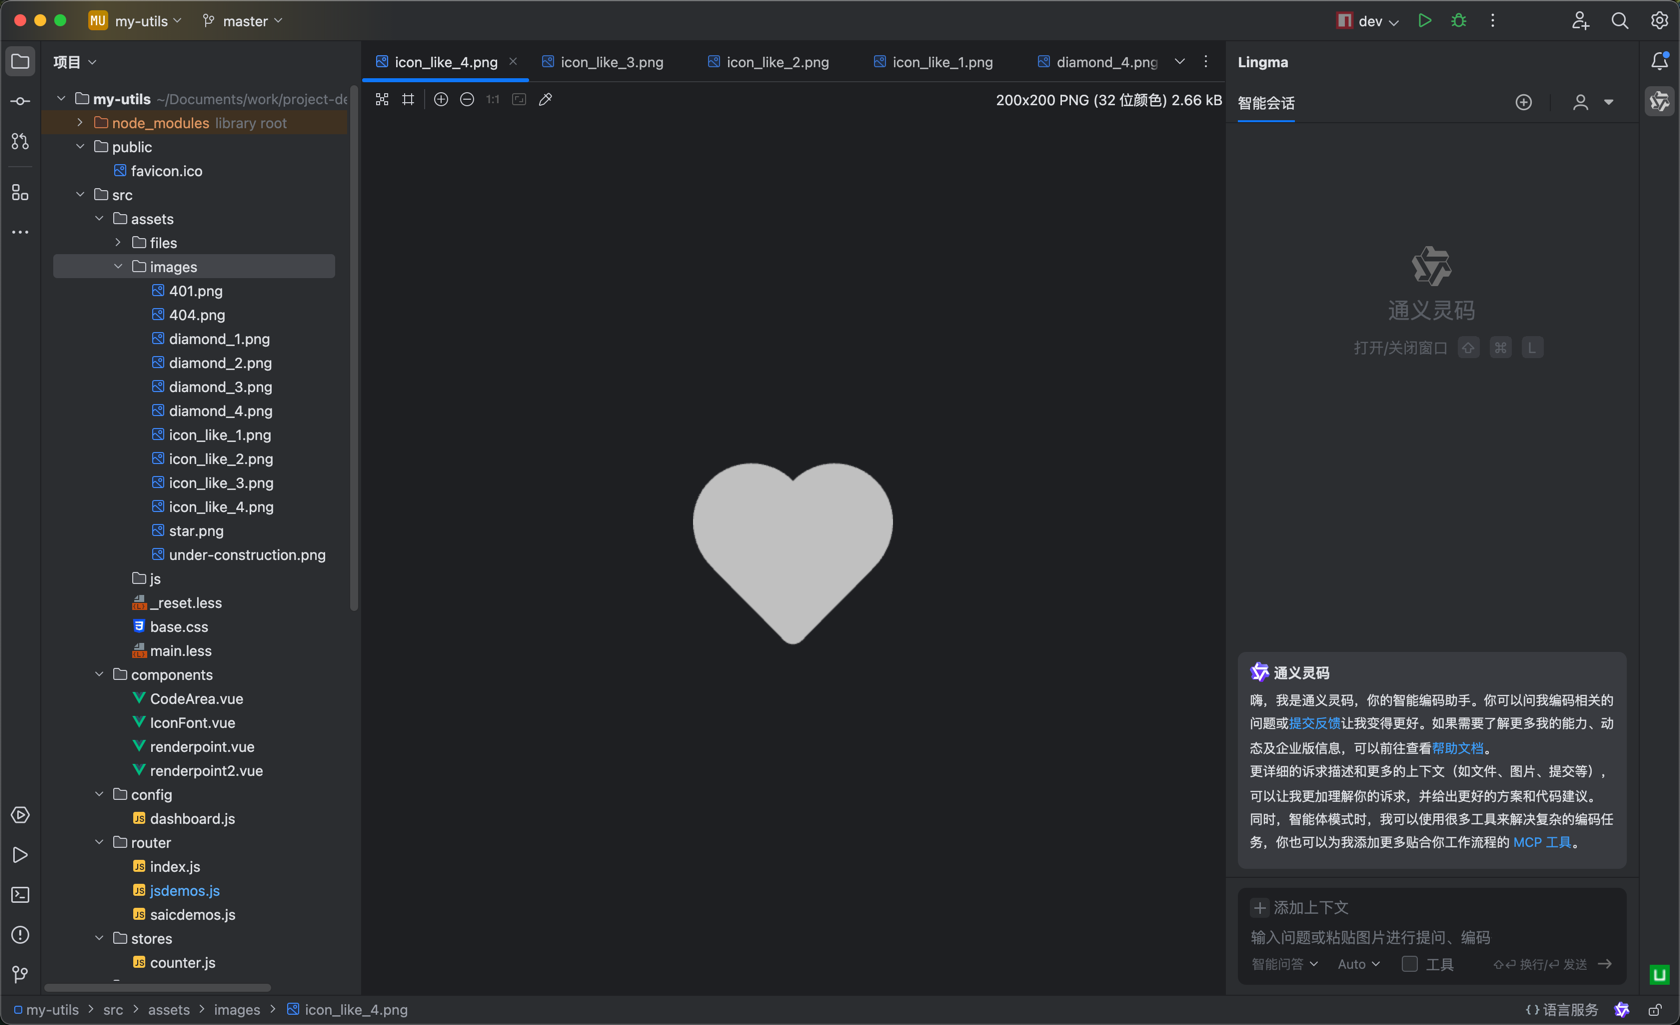 MU my-utils master
dev
项目
icon_like_4.png
icon_like_3.png
icon_like_2.png
icon_like_1.png
diamond_4.png
Lingma
1:1
200x200 PNG (32 位颜色) 2.66 kB
智能会话
my-utils ~/Documents/work/project-de
node_modules library root
public
favicon.ico
src
assets
files
images
401.png
404.png
diamond_1.png
diamond_2.png
diamond_3.png
diamond_4.png
icon_like_1.png
icon_like_2.png
icon_like_3.png
icon_like_4.png
star.png
under-construction.png
js
_reset.less
base.css
main.less
components
CodeArea.vue
IconFont.vue
renderpoint.vue
renderpoint2.vue
config
JS dashboard.js
router
JS index.js
JS jsdemos.js
JS saicdemos.js
stores
JS counter.js
通义灵码
打开/关闭窗口 ⇧ ⌘ L
通义灵码
嗨，我是通义灵码，你的智能编码助手。你可以问我编码相关的
问题或提交反馈让我变得更好。如果需要了解更多我的能力、动
态及企业版信息，可以前往查看帮助文档。
更详细的诉求描述和更多的上下文（如文件、图片、提交等），
可以让我更加理解你的诉求，并给出更好的方案和代码建议。
同时，智能体模式时，我可以使用很多工具来解决复杂的编码任
务，你也可以为我添加更多贴合你工作流程的 MCP 工具。
添加上下文
输入问题或粘贴图片进行提问、编码
智能问答 Auto 工具 ⇧⏎ 换行/⏎ 发送
my-utils > src > assets > images > icon_like_4.png
{} 语言服务